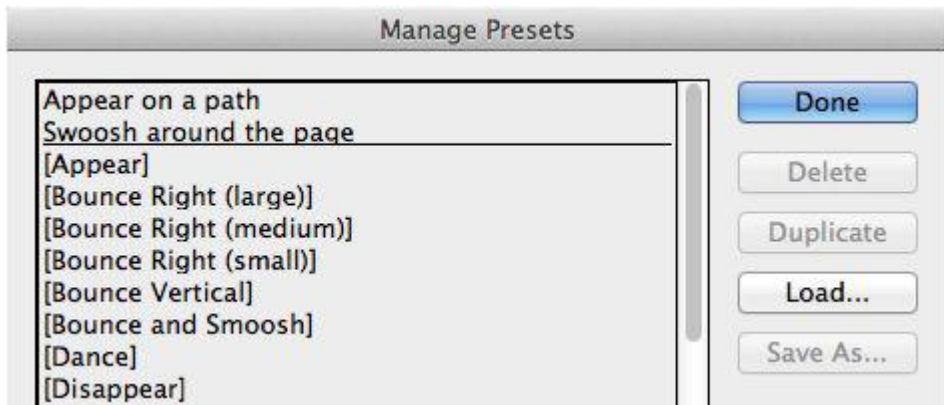 Manage Presets
Appear on a path
Swoosh around the page
[Appear]
[Bounce Right (large)]
[Bounce Right (medium)]
[Bounce Right (small)]
[Bounce Vertical]
[Bounce and Smoosh]
[Dance]
[Disappear]
Done
Delete
Duplicate
Load...
Save As...